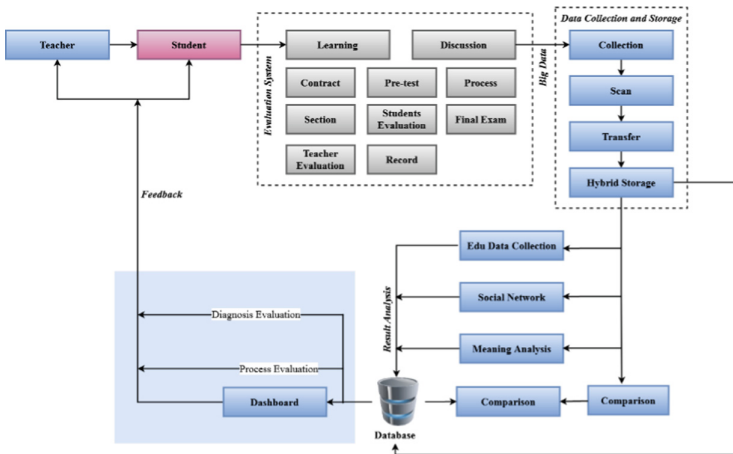 Data Collection and Storage
Teacher
Student
Learning
Discussion
Collection
Evaluation System
Big Data
Contract
Pre-test
Process
Scan
Section
Students
Evaluation
Final Exam
Transfer
Teacher
Evaluation
Record
Hybrid Storage
Feedback
Edu Data Collection
Result Analysis
Social Network
Diagnosis Evaluation
Meaning Analysis
Process Evaluation
Dashboard
Comparison
Comparison
Database